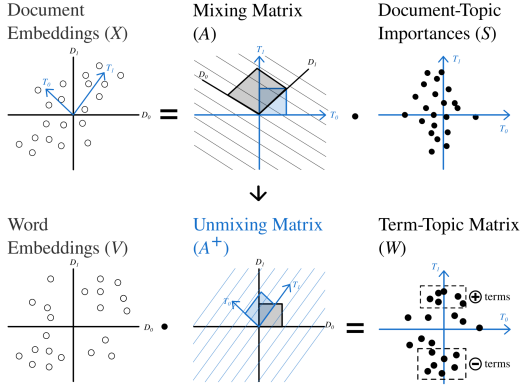 Document Embeddings (X)
Mixing Matrix (A)
Document-Topic Importances (S)
D₁
T₀
T₁
D₀
=
T₁
D₁
D₀
T₀
•
T₁
T₀
Word Embeddings (V)
Unmixing Matrix (A⁺)
Term-Topic Matrix (W)
D₁
D₀
•
D₁
T₀
T₁
D₀
=
T₁
+ terms
T₀
− terms